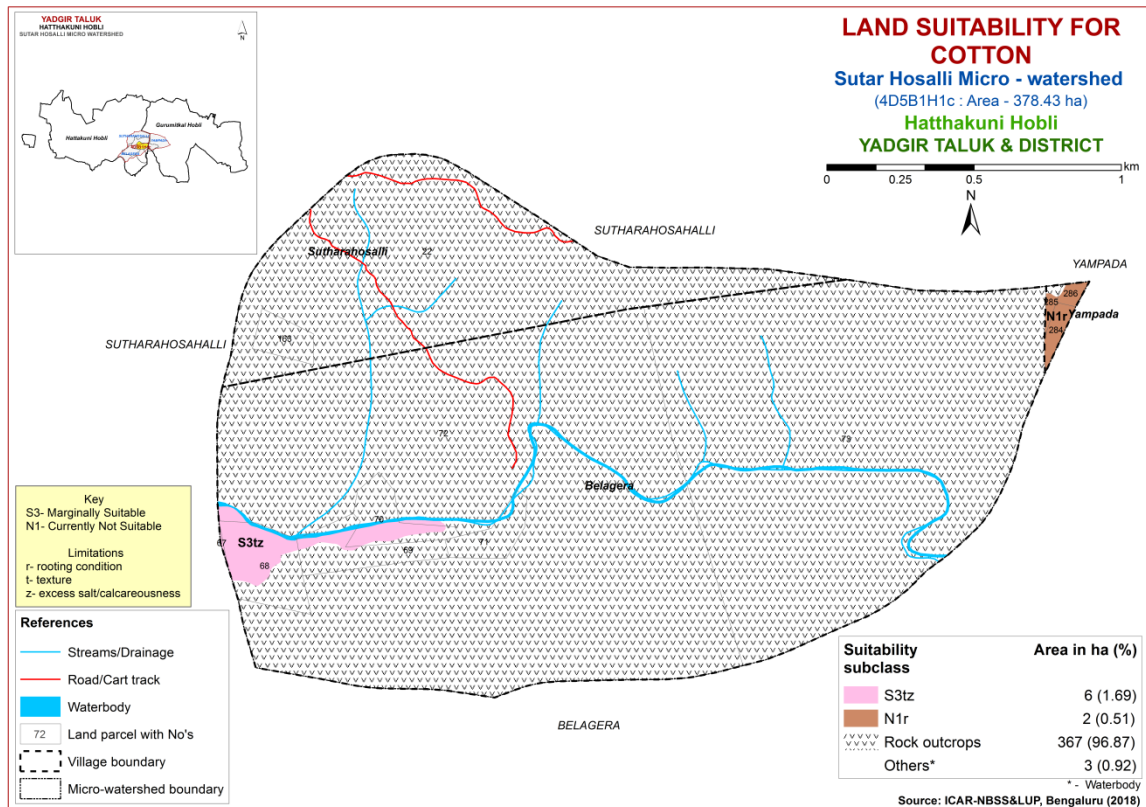 YADGIR TALUK
HATTHAKUNI HOBLI
SUTAR HOSALLI MICRO WATERSHED
N
Hattakuni Hobli
Gurumitkal Hobli
LAND SUITABILITY FOR
COTTON
Sutar Hosalli Micro - watershed
(4D5B1H1c : Area - 378.43 ha)
Hatthakuni Hobli
YADGIR TALUK & DISTRICT
km
0 0.25 0.5 1
N
SUTHARAHOSAHALLI
Sutharahosalli
22
YAMPADA
286
285
N1r Yampada
284
163
SUTHARAHOSAHALLI
72
73
Belagera
70
67
S3tz
69
71
68
BELAGERA
Key
S3- Marginally Suitable
N1- Currently Not Suitable
Limitations
r- rooting condition
t- texture
z- excess salt/calcareousness
References
Streams/Drainage
Road/Cart track
Waterbody
72 Land parcel with No's
Village boundary
Micro-watershed boundary
Suitability subclass Area in ha (%)
S3tz 6 (1.69)
N1r 2 (0.51)
Rock outcrops 367 (96.87)
Others* 3 (0.92)
* - Waterbody
Source: ICAR-NBSS&LUP, Bengaluru (2018)